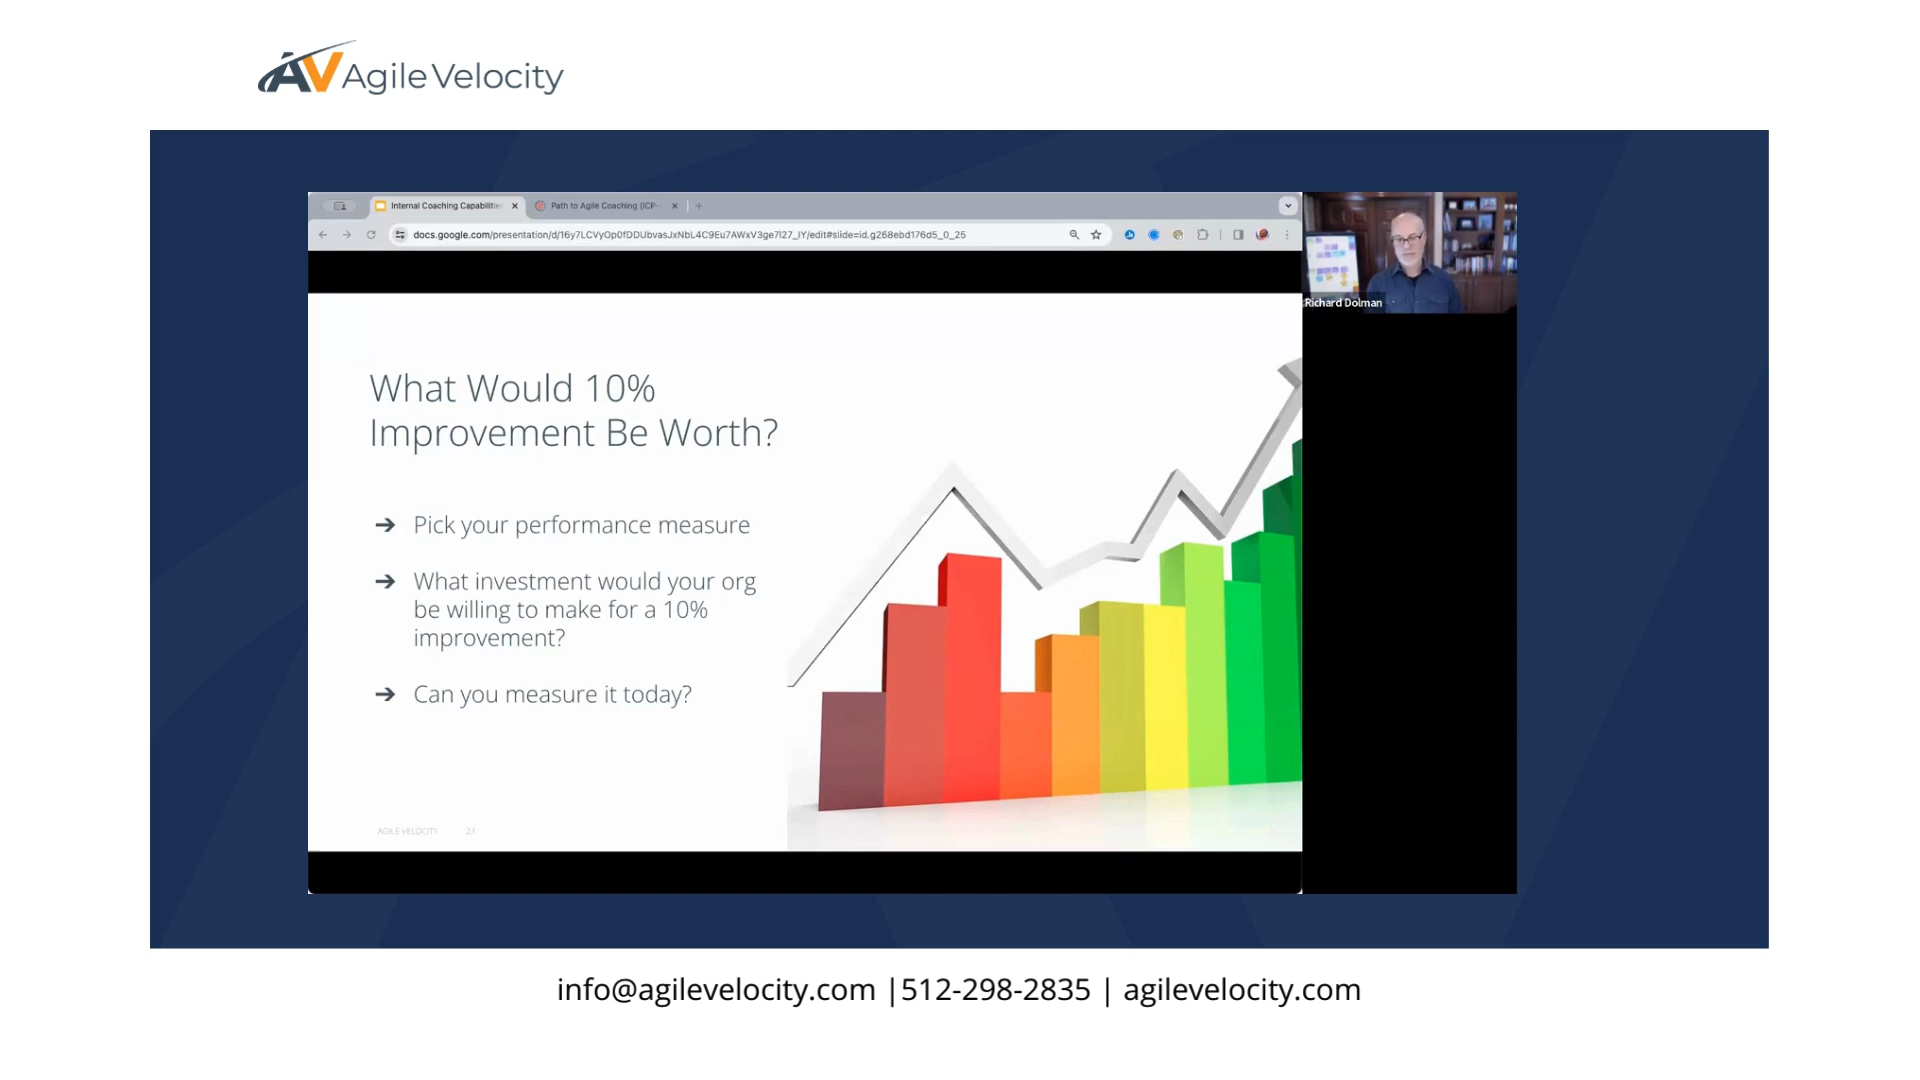 AV Agile Velocity
Internal Coaching Capabilitie
Path to Agile Coaching (ICP-
docs.google.com/presentation/d/16y7LCVyOp0fDDUbvasJxNbL4C9Eu7AWxV3ge7l27_IY/edit#slide=id.g268ebd176d5_0_25
Richard Dolman
What Would 10%
Improvement Be Worth?
➔ Pick your performance measure
➔ What investment would your org
be willing to make for a 10%
improvement?
➔ Can you measure it today?
AGILE VELOCITY 23
info@agilevelocity.com |512-298-2835 | agilevelocity.com